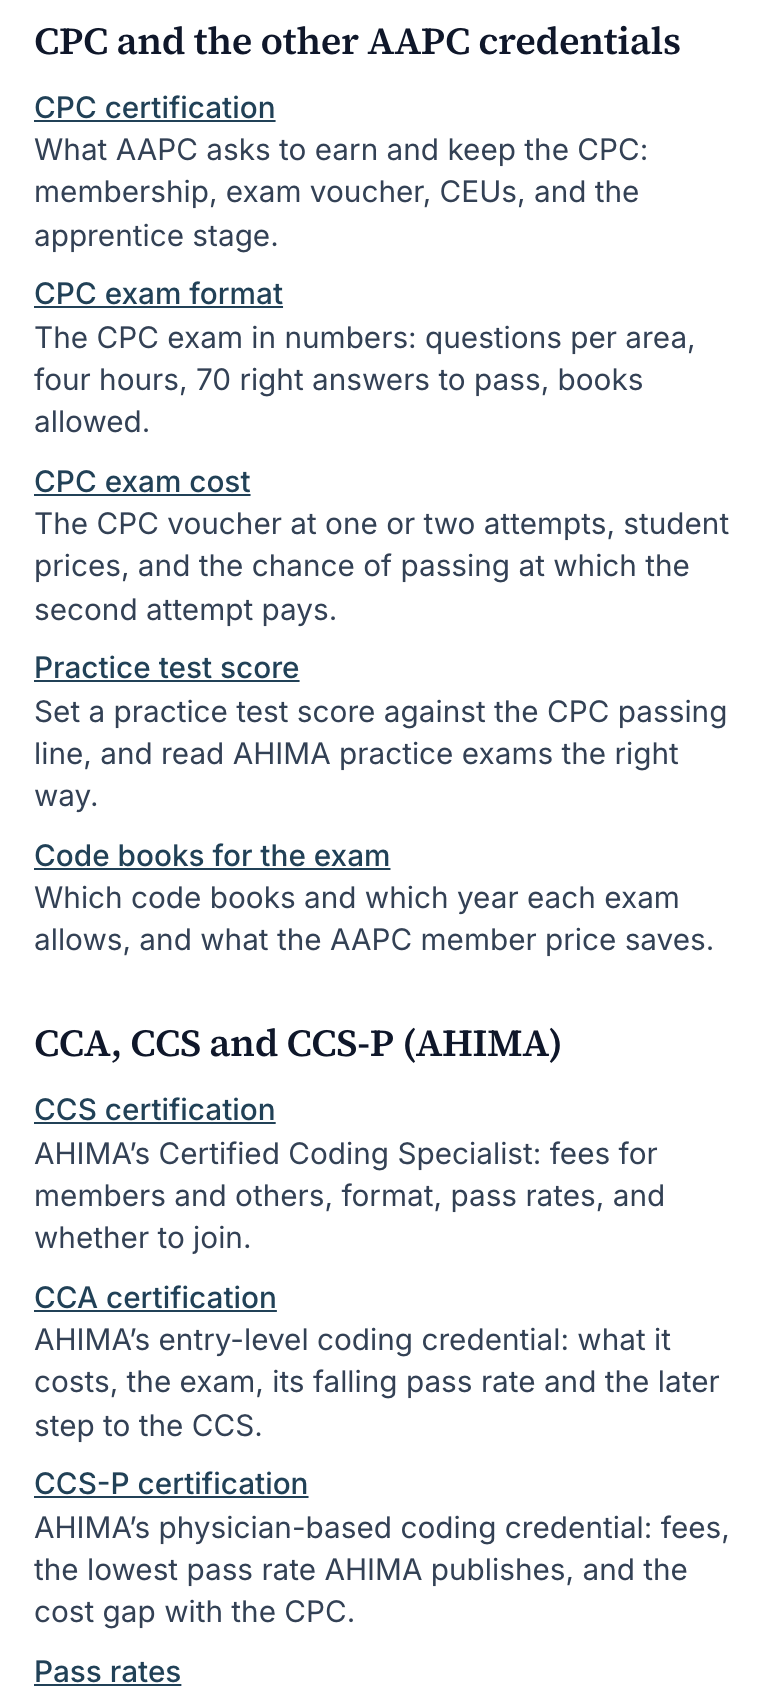 CPC and the other AAPC credentials
CPC certification
What AAPC asks to earn and keep the CPC:
membership, exam voucher, CEUs, and the
apprentice stage.
CPC exam format
The CPC exam in numbers: questions per area,
four hours, 70 right answers to pass, books
allowed.
CPC exam cost
The CPC voucher at one or two attempts, student
prices, and the chance of passing at which the
second attempt pays.
Practice test score
Set a practice test score against the CPC passing
line, and read AHIMA practice exams the right
way.
Code books for the exam
Which code books and which year each exam
allows, and what the AAPC member price saves.
CCA, CCS and CCS-P (AHIMA)
CCS certification
AHIMA’s Certified Coding Specialist: fees for
members and others, format, pass rates, and
whether to join.
CCA certification
AHIMA’s entry-level coding credential: what it
costs, the exam, its falling pass rate and the later
step to the CCS.
CCS-P certification
AHIMA’s physician-based coding credential: fees,
the lowest pass rate AHIMA publishes, and the
cost gap with the CPC.
Pass rates